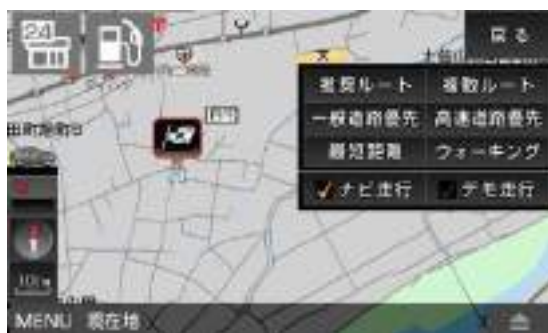 24
戻る
推奨ルート 複数ルート
一般道路優先 高速道路優先
最短距離 ウォーキング
ナビ走行 デモ走行
MENU 現在地